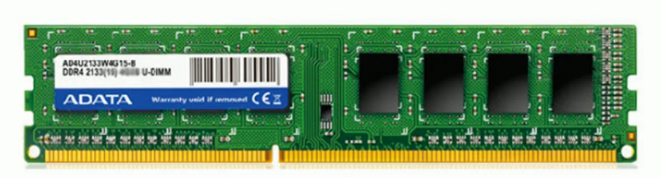 AD4U2133W4G15-B
DDR4 2133(15) U-DIMM
ADATA
Warranty void if removed CE